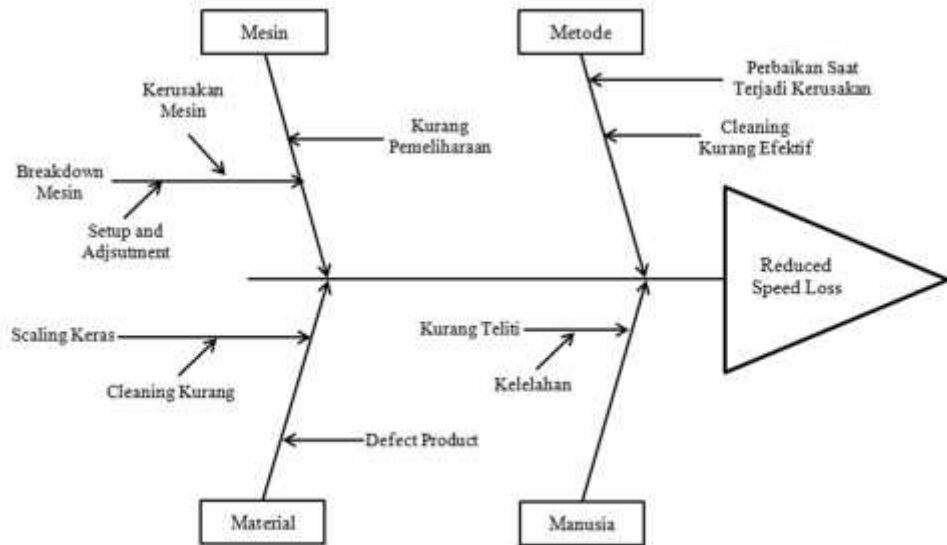 Mesin
Metode
Kerusakan
Mesin
Kurang
Pemeliharaan
Perbaikan Saat
Terjadi Kerusakan
Cleaning
Kurang Efektif
Breakdown
Mesin
Setup and
Adjsutment
Reduced
Speed Loss
Scaling Keras
Cleaning Kurang
Kurang Teliti
Kelelahan
Defect Product
Material
Manusia